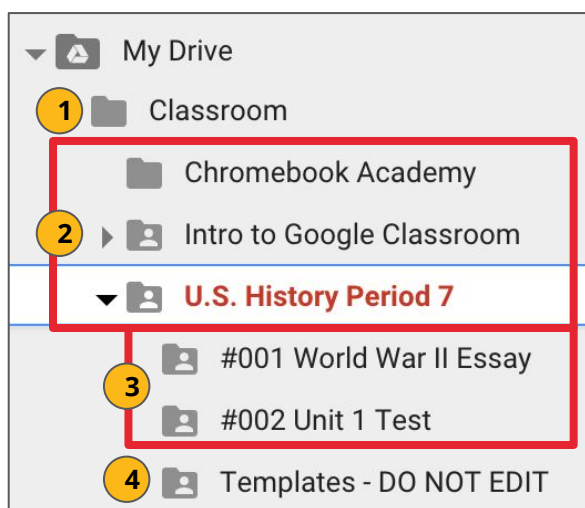 My Drive
1 Classroom
Chromebook Academy
2 Intro to Google Classroom
U.S. History Period 7
#001 World War II Essay
3
#002 Unit 1 Test
4 Templates - DO NOT EDIT